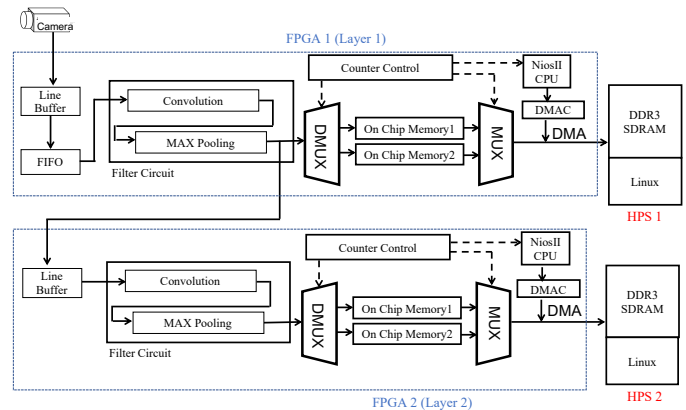 Camera
FPGA 1 (Layer 1)
Line
Buffer
FIFO
Convolution
MAX Pooling
Filter Circuit
Counter Control
DMUX
On Chip Memory1
On Chip Memory2
MUX
NiosII
CPU
DMAC
DMA
DDR3
SDRAM
Linux
HPS 1
Line
Buffer
Convolution
MAX Pooling
Filter Circuit
Counter Control
DMUX
On Chip Memory1
On Chip Memory2
MUX
NiosII
CPU
DMAC
DMA
DDR3
SDRAM
Linux
HPS 2
FPGA 2 (Layer 2)